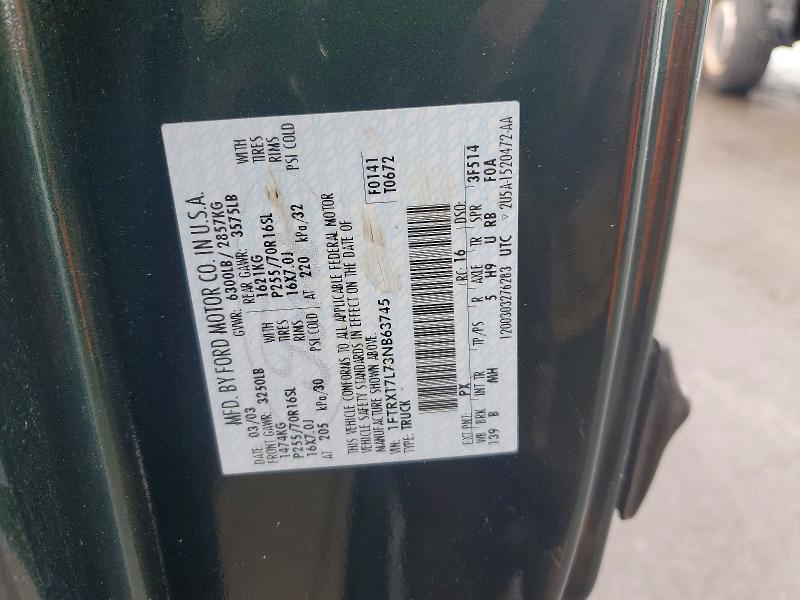 MFD. BY FORD MOTOR CO. IN U.S.A.
DATE: 03/03 GVWR: 6300LB/ 2857KG
FRONT GAWR: 3250LB REAR GAWR: 3575LB
1474KG WITH 1621KG WITH
P255/70R16SL TIRES P255/70R16SL TIRES
16X7.0J RIMS 16X7.0J RIMS
AT 205 kPa/30 PSI COLD AT 220 kPa/32 PSI COLD
THIS VEHICLE CONFORMS TO ALL APPLICABLE FEDERAL MOTOR
VEHICLE SAFETY STANDARDS IN EFFECT ON THE DATE OF
MANUFACTURE SHOWN ABOVE.
VIN: 1FTRX17L73NB63745 F0141
TYPE: TRUCK T0672
EXT PNT: PX RC: 16 DSO: 3F514
WB BRK INT TR TP/PS R AXLE TR SPR F0A
139 B MH 5 H9 U RB
1200303276283 UTC ▽ 2U5A-1520472-AA